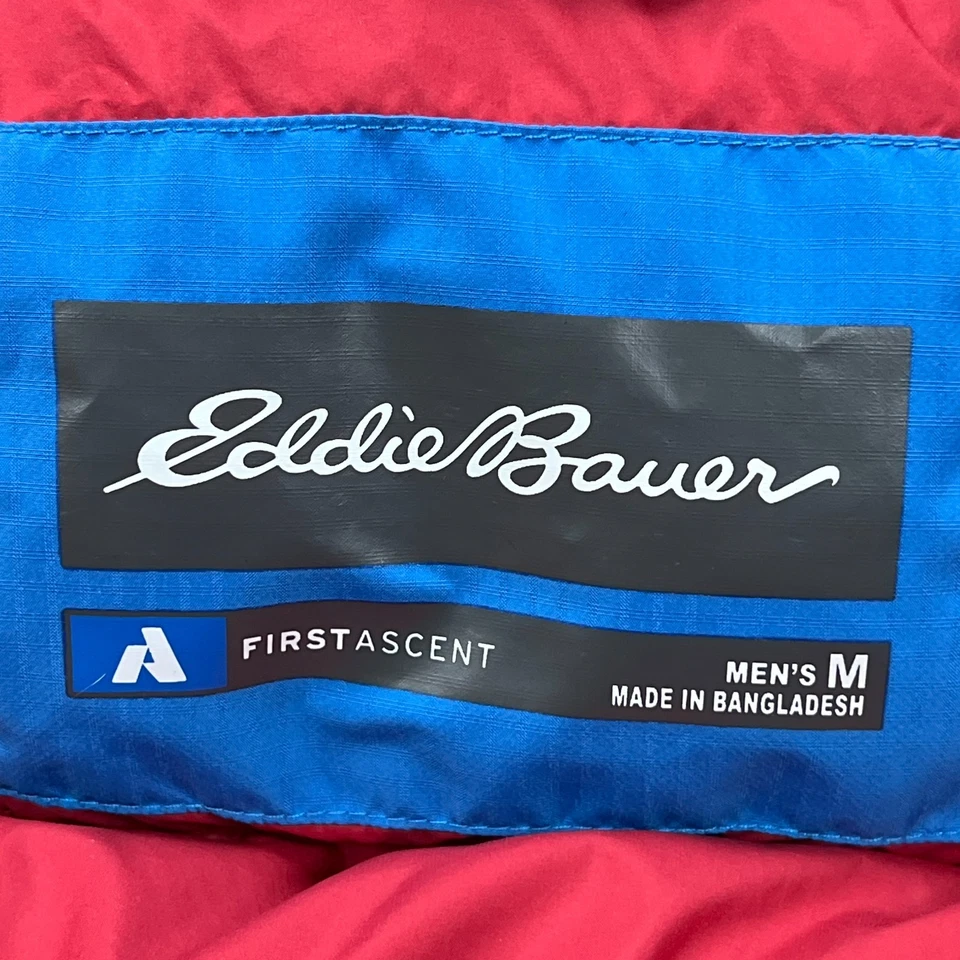 Eddie Bauer
FIRSTASCENT
MEN'S M
MADE IN BANGLADESH